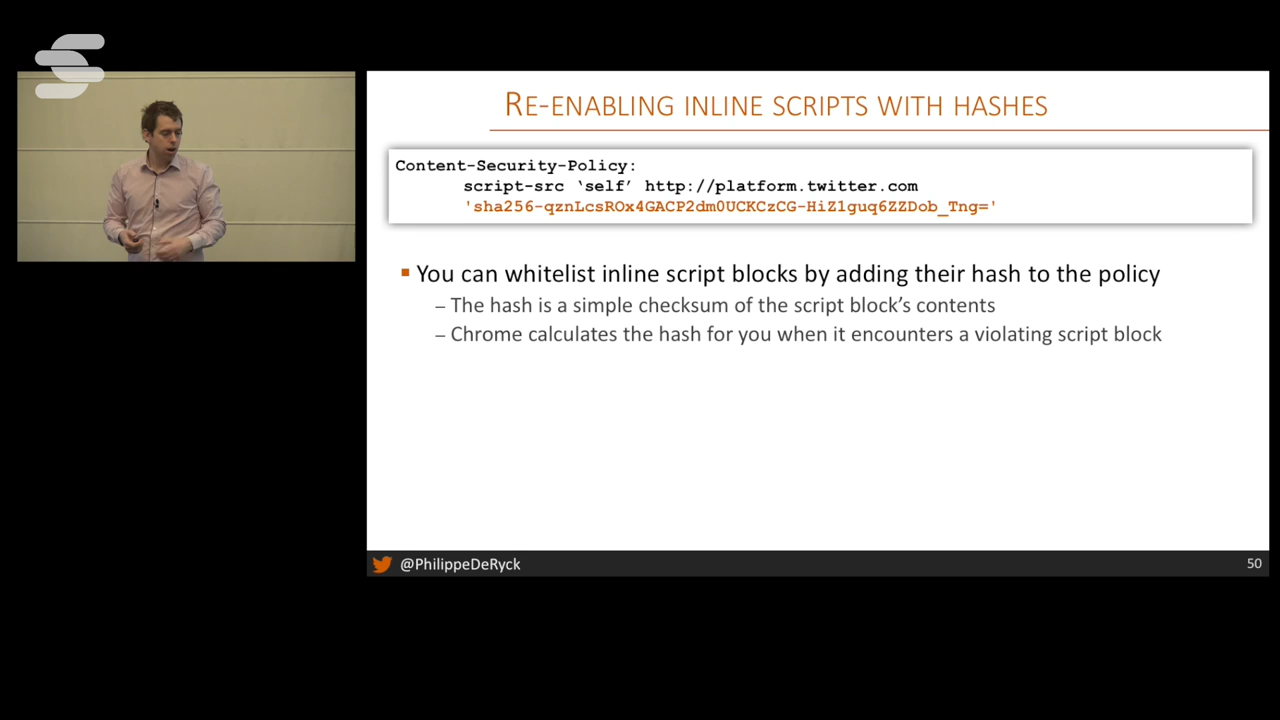 RE-ENABLING INLINE SCRIPTS WITH HASHES
Content-Security-Policy:
script-src ‘self’ http://platform.twitter.com
'sha256-qznLcsROx4GACP2dm0UCKCzCG-HiZ1guq6ZZDob_Tng='
You can whitelist inline script blocks by adding their hash to the policy
– The hash is a simple checksum of the script block’s contents
– Chrome calculates the hash for you when it encounters a violating script block
@PhilippeDeRyck
50